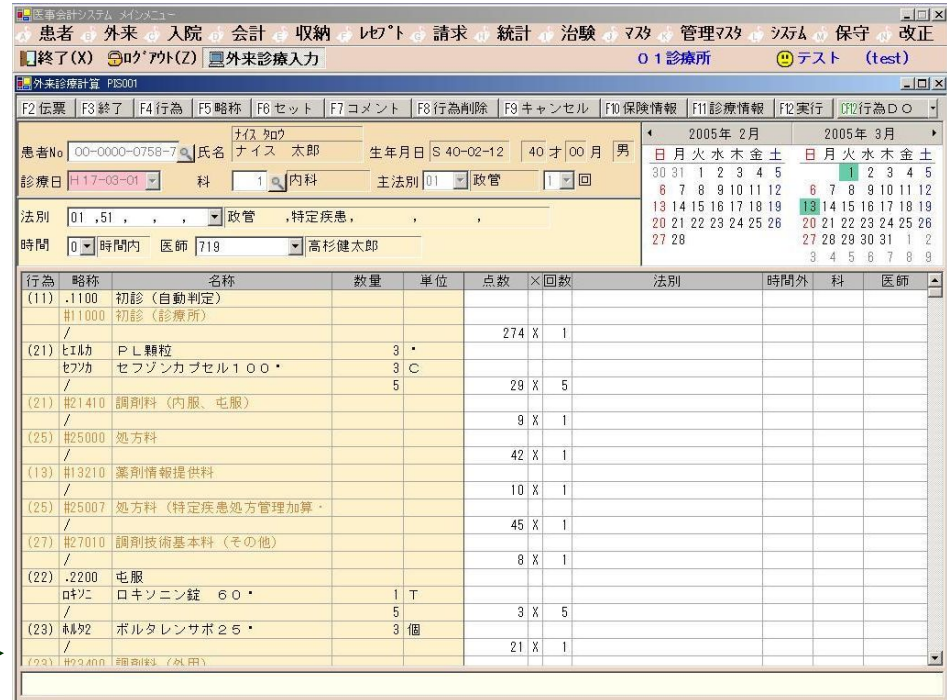 医事会計システム メインメニュー
患者 外来 入院 会計 収納 ﾚｾﾌﾟﾄ 請求 統計 治験 ﾏｽﾀ 管理ﾏｽﾀ ｼｽﾃﾑ 保守 改正
終了(X) ﾛｸﾞｱｳﾄ(Z) 外来診療入力 01診療所 テスト (test)
外来診療計算 PIS001
F2伝票 F3終了 F4行為 F5略称 F6セット F7コメント F8行為削除 F9キャンセル F10保険情報 F11診療情報 F12実行 CF12行為DO
ﾅｲｽ ﾀﾛｳ
患者No 00-0000-0758-7 氏名 ナイス 太郎 生年月日 S 40-02-12 40 才 00 月 男
診療日 H17-03-01 科 1 内科 主法別 01 政管 1 回
法別 01 ,51 , , , 政管 ,特定疾患, , ,
時間 0 時間内 医師 719 高杉健太郎
2005年 2月
日 月 火 水 木 金 土
30 31 1 2 3 4 5
6 7 8 9 10 11 12
13 14 15 16 17 18 19
20 21 22 23 24 25 26
27 28
2005年 3月
日 月 火 水 木 金 土
1 2 3 4 5
6 7 8 9 10 11 12
13 14 15 16 17 18 19
20 21 22 23 24 25 26
27 28 29 30 31 1 2
3 4 5 6 7 8 9
行為 略称 名称 数量 単位 点数 × 回数 法別 時間外 科 医師
(11) .1100 初診(自動判定)
#11000 初診(診療所)
/ 274 X 1
(21) ﾋｴﾙｶ PL顆粒 3 ・
ｾﾌｿｶ セフゾンカプセル100・ 3 C
/ 5 29 X 5
(21) #21410 調剤料(内服、屯服)
/ 9 X 1
(25) #25000 処方料
/ 42 X 1
(13) #13210 薬剤情報提供料
/ 10 X 1
(25) #25007 処方料(特定疾患処方管理加算・
/ 45 X 1
(27) #27010 調剤技術基本料(その他)
/ 8 X 1
(22) .2200 屯服
ﾛｷｿﾆ ロキソニン錠 60・ 1 T
/ 5 3 X 5
(23) ﾎﾙﾀ2 ボルタレンサポ25・ 3 個
/ 21 X 1
(23) #23400 調剤料(外用)